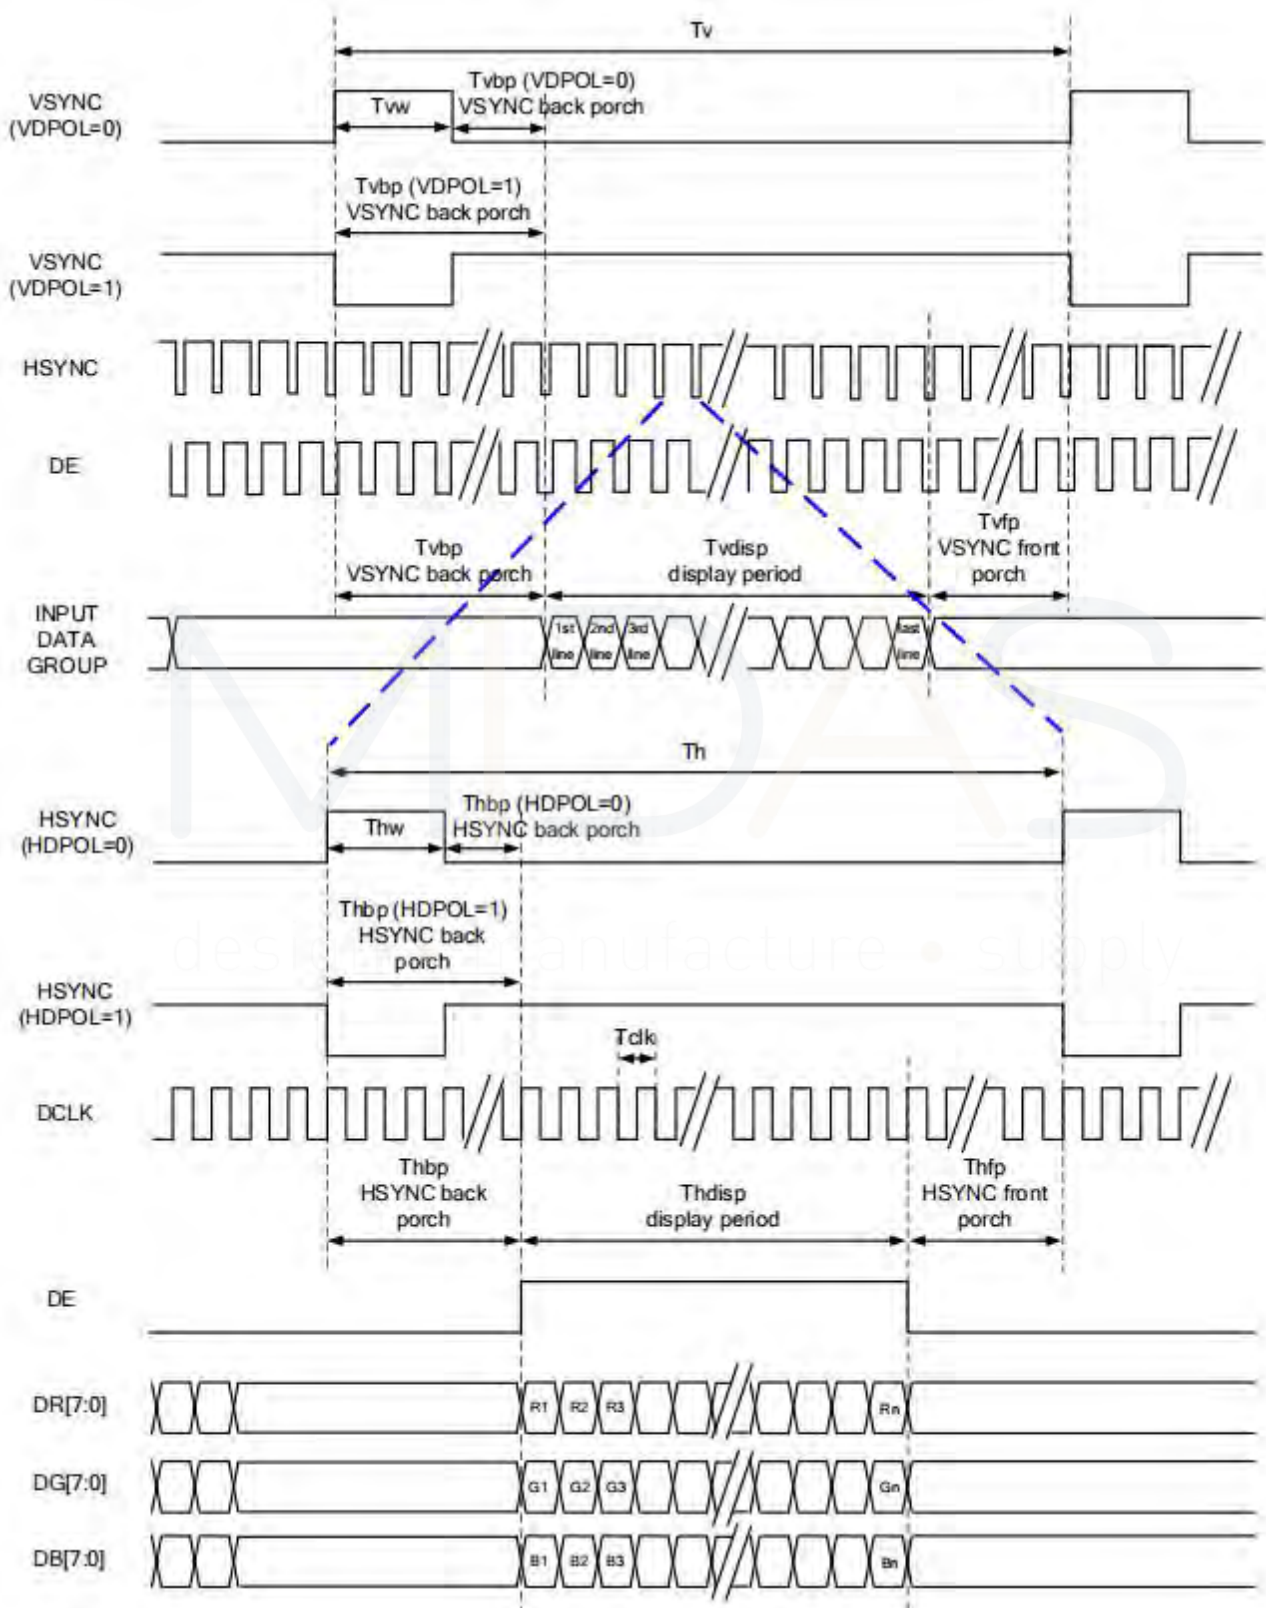 Tv
Tvbp (VDPOL=0)
VSYNC
(VDPOL=0)
Tvw
VSYNC back porch
Tvbp (VDPOL=1)
VSYNC back porch
VSYNC
(VDPOL=1)
HSYNC
DE
Tvbp
VSYNC back porch
Tvdisp
display period
Tvfp
VSYNC front
porch
INPUT
DATA
GROUP
1st
line
2nd
line
3rd
line
last
line
MIDAS
Th
HSYNC
(HDPOL=0)
Thw
Thbp (HDPOL=0)
HSYNC back porch
Thbp (HDPOL=1)
HSYNC back
porch
design • manufacture • supply
HSYNC
(HDPOL=1)
Tclk
DCLK
Thbp
HSYNC back
porch
Thdisp
display period
Thfp
HSYNC front
porch
DE
DR[7:0]
R1 R2 R3 Rn
DG[7:0]
G1 G2 G3 Gn
DB[7:0]
B1 B2 B3 Bn